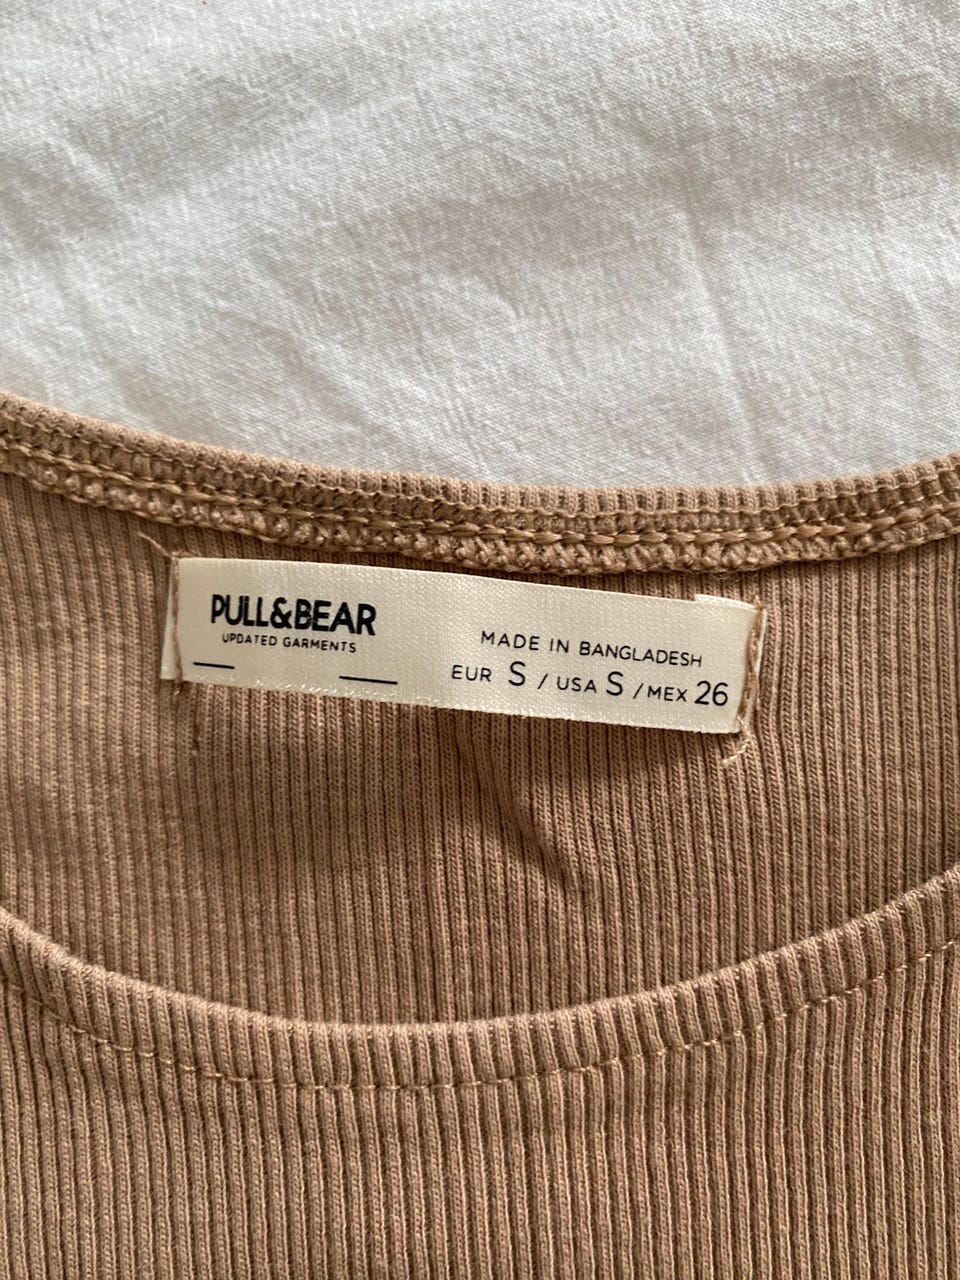 PULL&BEAR
UPDATED GARMENTS
MADE IN BANGLADESH
EUR S / USA S / MEX 26